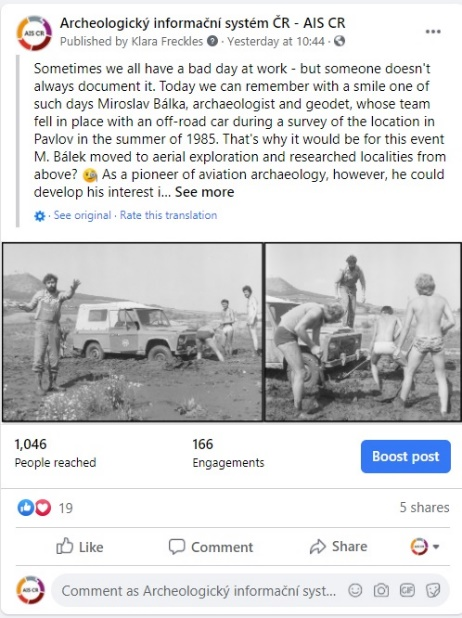 Archeologický informační systém ČR - AIS CR
Published by Klara Freckles · Yesterday at 10:44 ·
Sometimes we all have a bad day at work - but someone doesn't
always document it. Today we can remember with a smile one of
such days Miroslav Bálka, archaeologist and geodet, whose team
fell in place with an off-road car during a survey of the location in
Pavlov in the summer of 1985. That's why it would be for this event
M. Bálek moved to aerial exploration and researched localities from
above? 🧐 As a pioneer of aviation archaeology, however, he could
develop his interest i... See more
· See original · Rate this translation
1,046
People reached
166
Engagements
Boost post
19
5 shares
Like
Comment
Share
AIS CR
Comment as Archeologický informační syst...
GIF